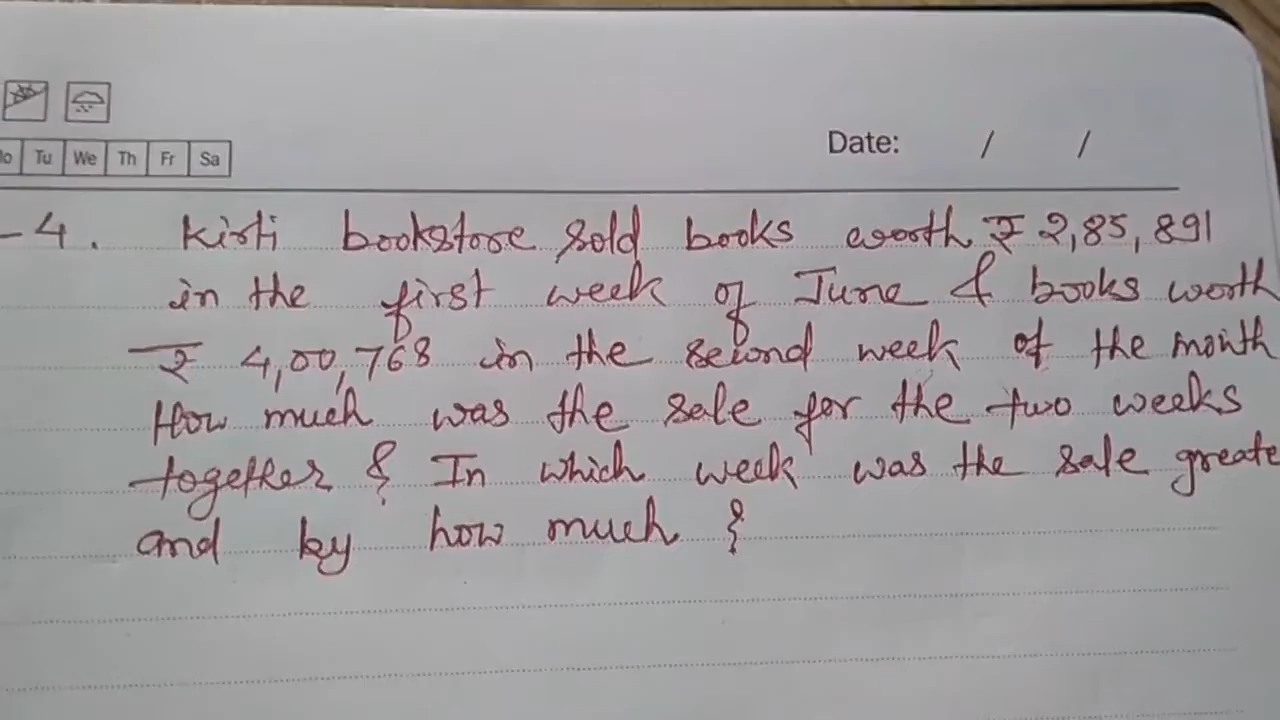 Mo Tu We Th Fr Sa
Date: / /
-4. Kirti bookstore sold books worth ₹ 2,85,891
in the first week of June & books worth
₹ 4,00,768 in the second week of the month
How much was the sale for the two weeks
together ? In which week was the sale greate
and by how much ?